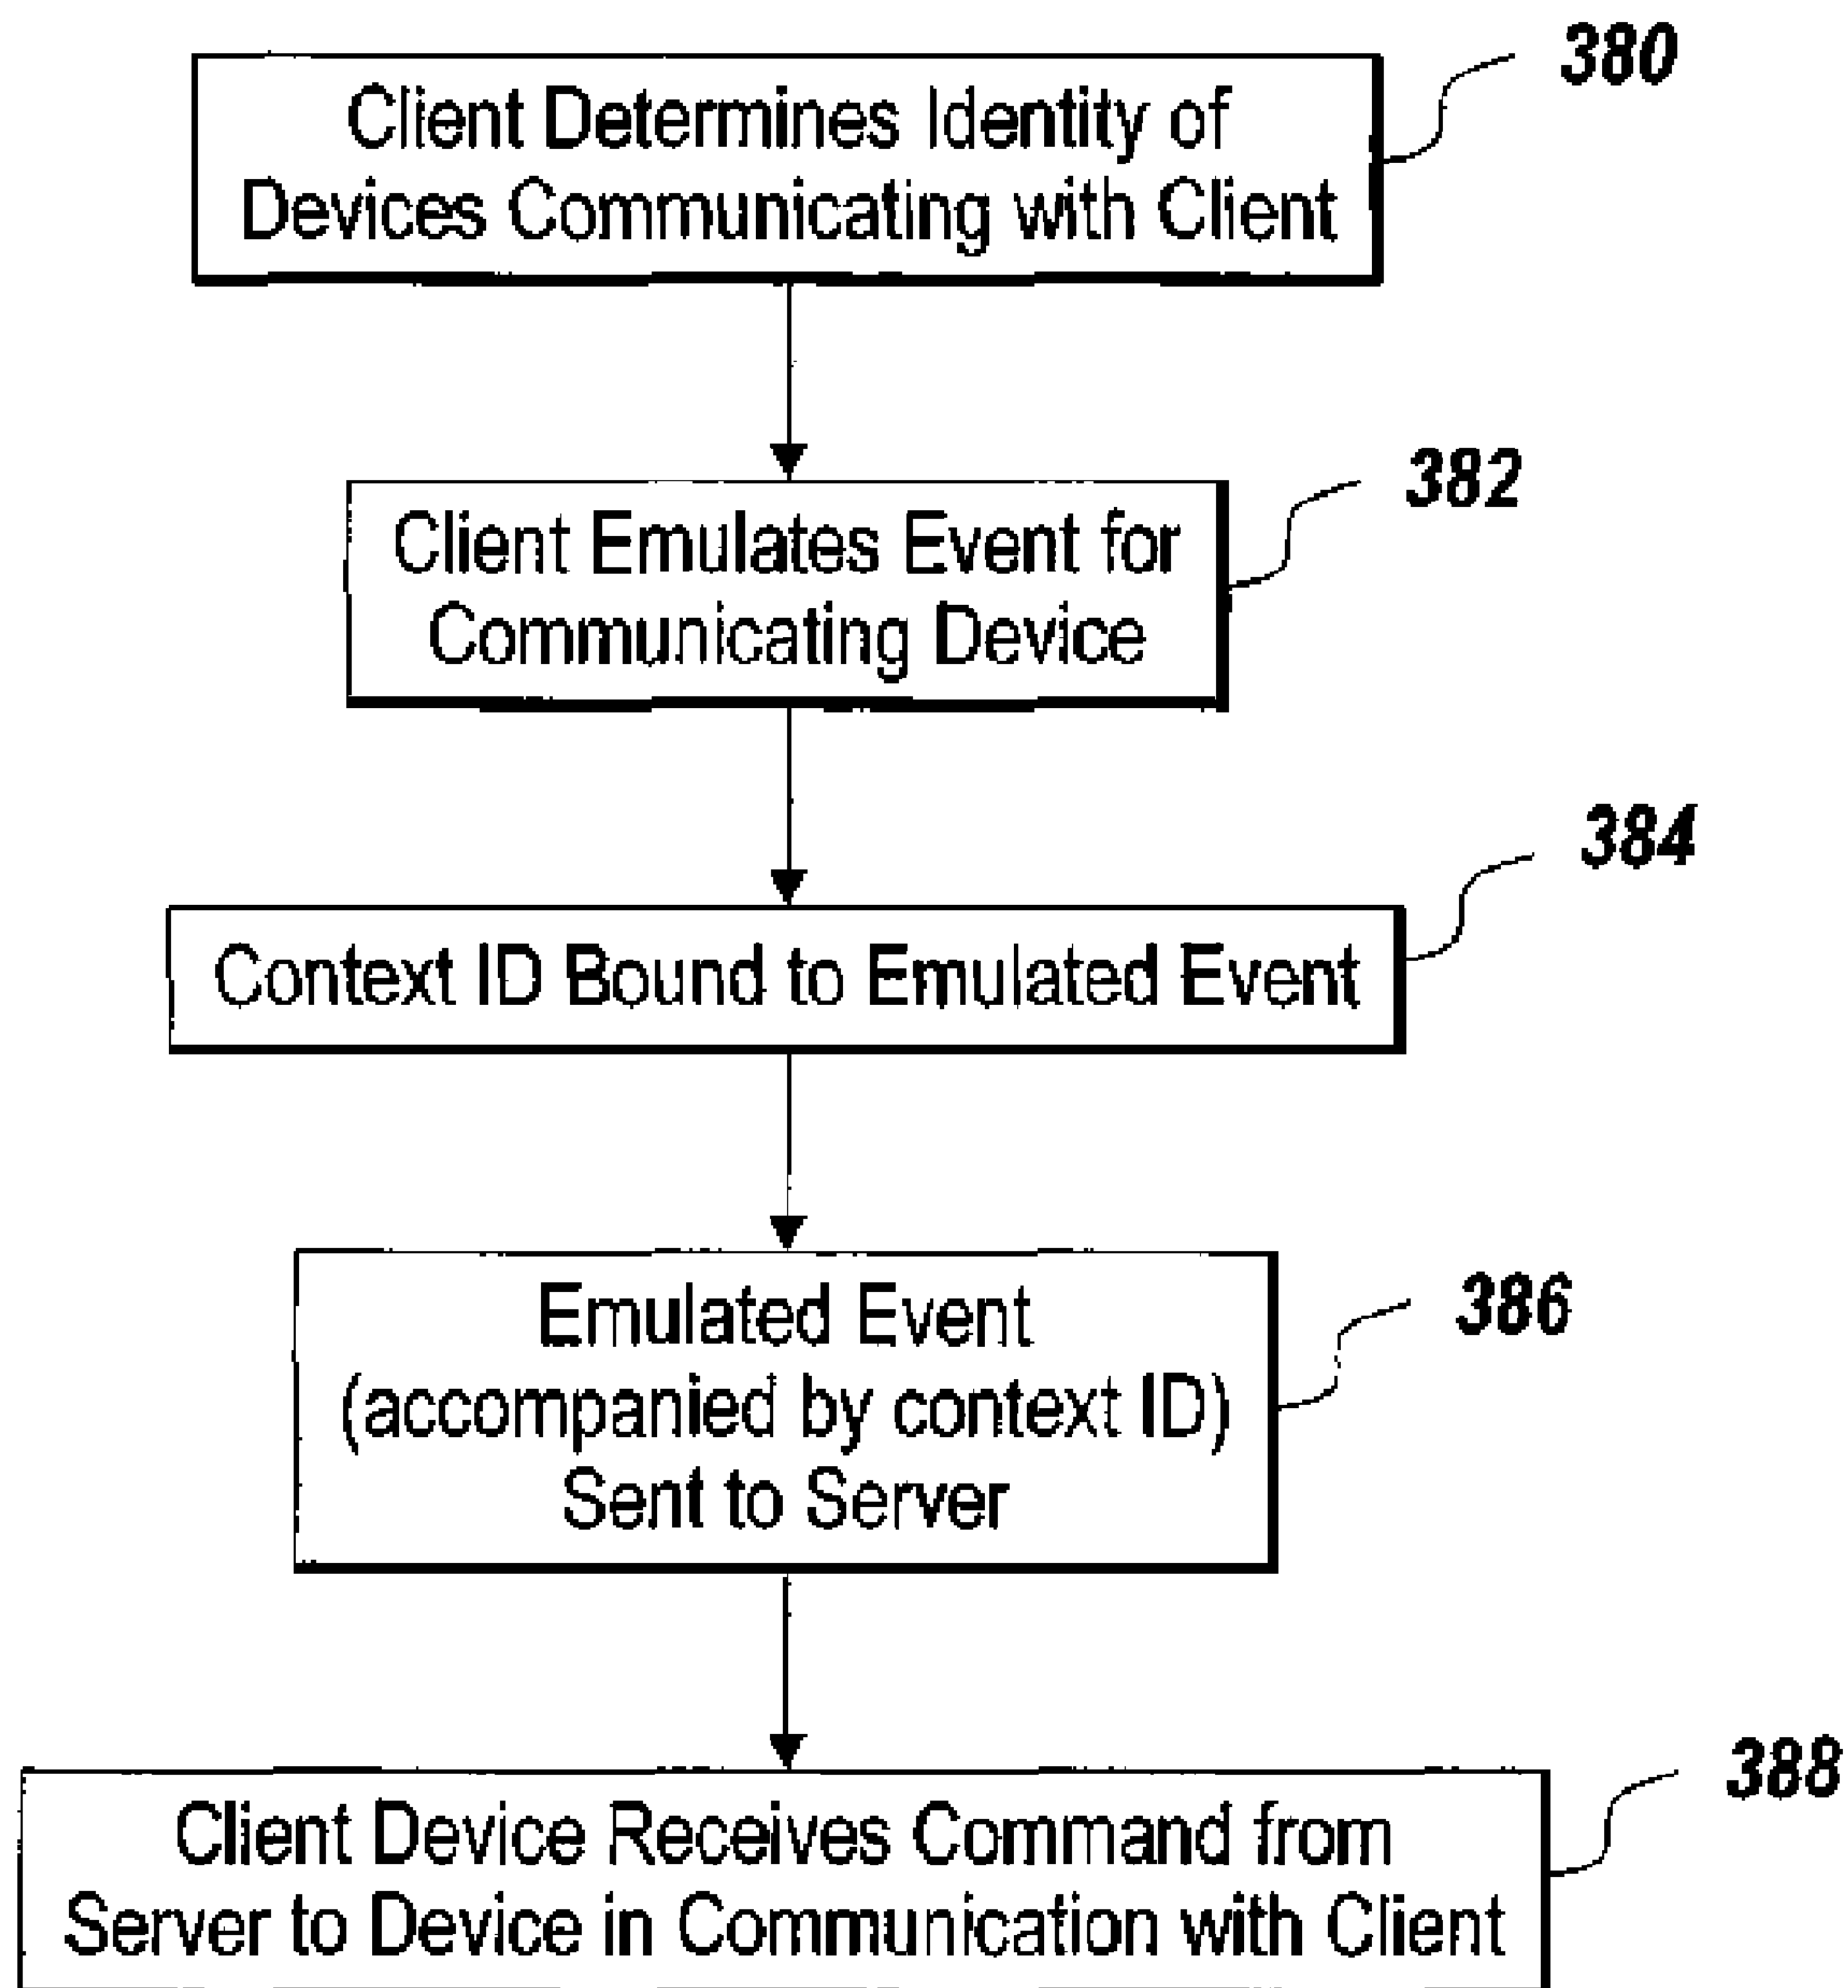 380
Client Determines Identity of
Devices Communicating with Client
382
Client Emulates Event for
Communicating Device
384
Context ID Bound to Emulated Event
386
Emulated Event
(accompanied by context ID)
Sent to Server
388
Client Device Receives Command from
Server to Device in Communication with Client